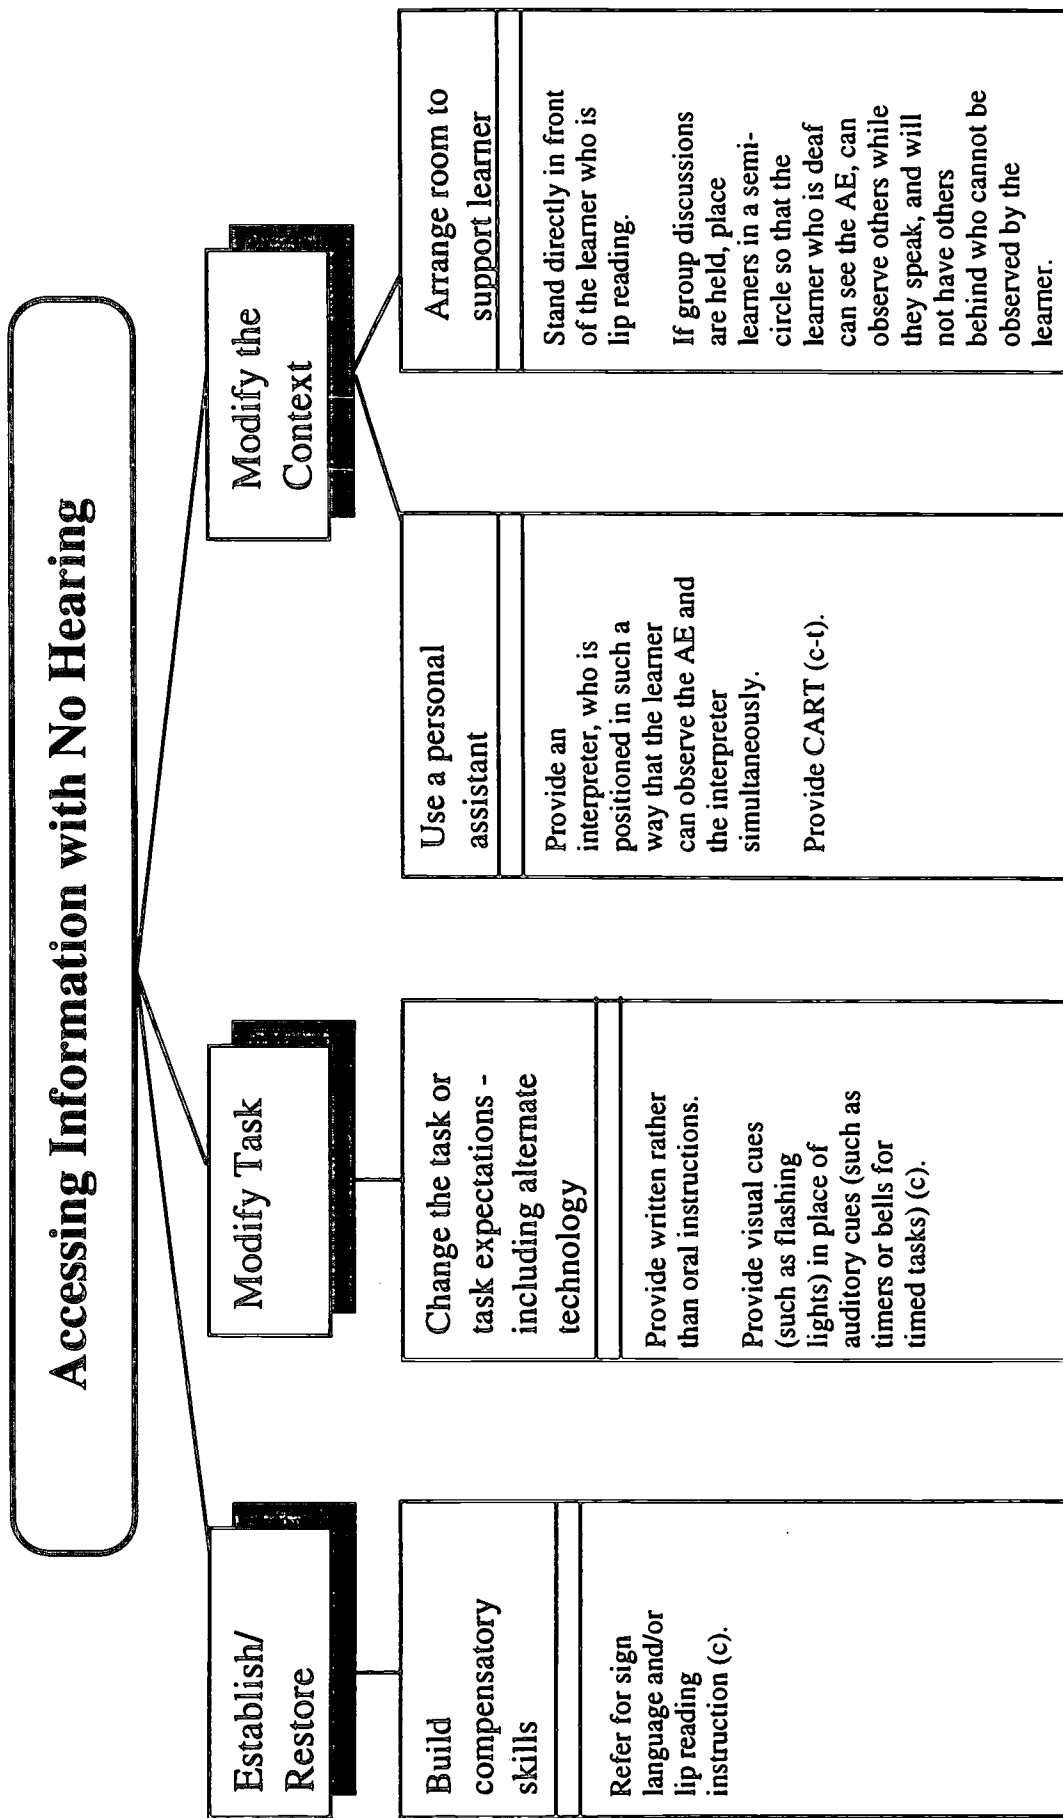 Accessing Information with No Hearing
Establish/
Restore
Build
compensatory
skills
Refer for sign
language and/or
lip reading
instruction (c).
Modify Task
Change the task or
task expectations -
including alternate
technology
Provide written rather
than oral instructions.
Provide visual cues
(such as flashing
lights) in place of
auditory cues (such as
timers or bells for
timed tasks) (c).
Modify the
Context
Use a personal
assistant
Provide an
interpreter, who is
positioned in such a
way that the learner
can observe the AE and
the interpreter
simultaneously.
Provide CART (c-t).
Arrange room to
support learner
Stand directly in front
of the learner who is
lip reading.
If group discussions
are held, place
learners in a semi-
circle so that the
learner who is deaf
can see the AE, can
observe others while
they speak, and will
not have others
behind who cannot be
observed by the
learner.